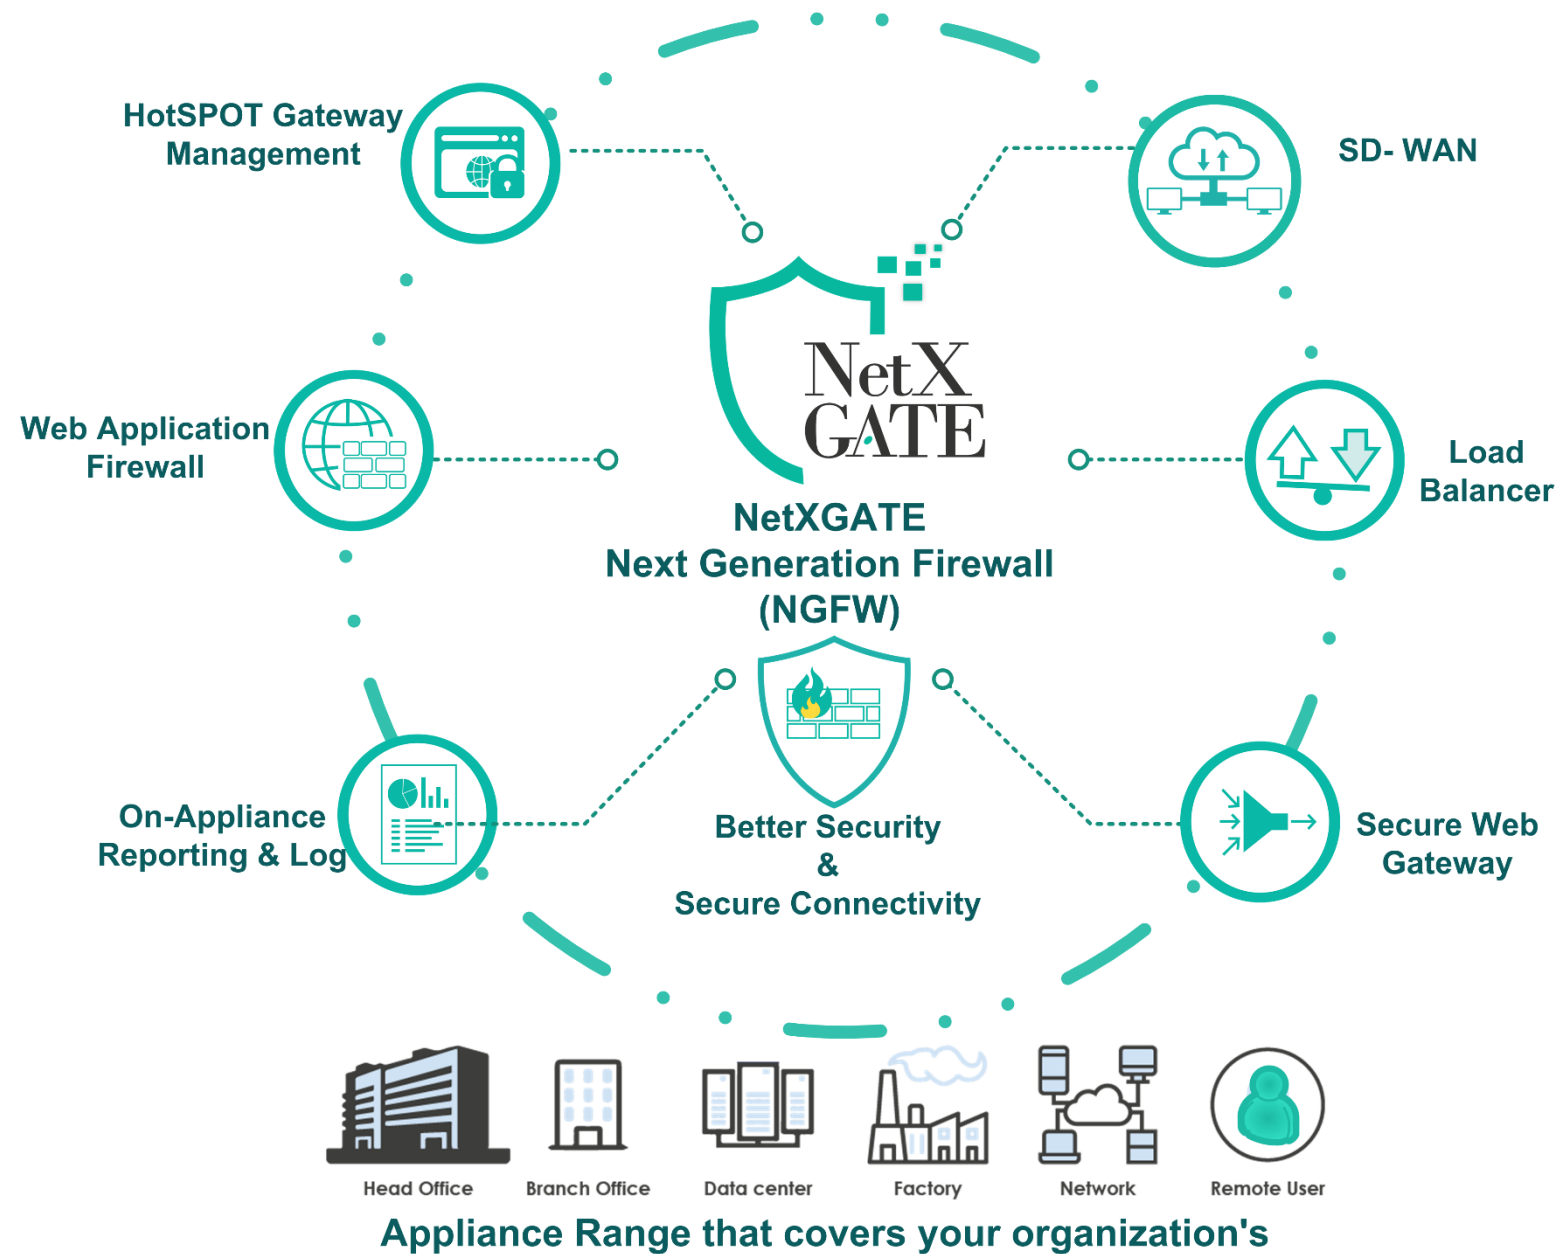 HotSPOT Gateway
Management
SD- WAN
NetX
GATE
Web Application
Firewall
Load
Balancer
NetXGATE
Next Generation Firewall
(NGFW)
On-Appliance
Reporting & Log
Better Security
&
Secure Connectivity
Secure Web
Gateway
Head Office
Branch Office
Data center
Factory
Network
Remote User
Appliance Range that covers your organization's